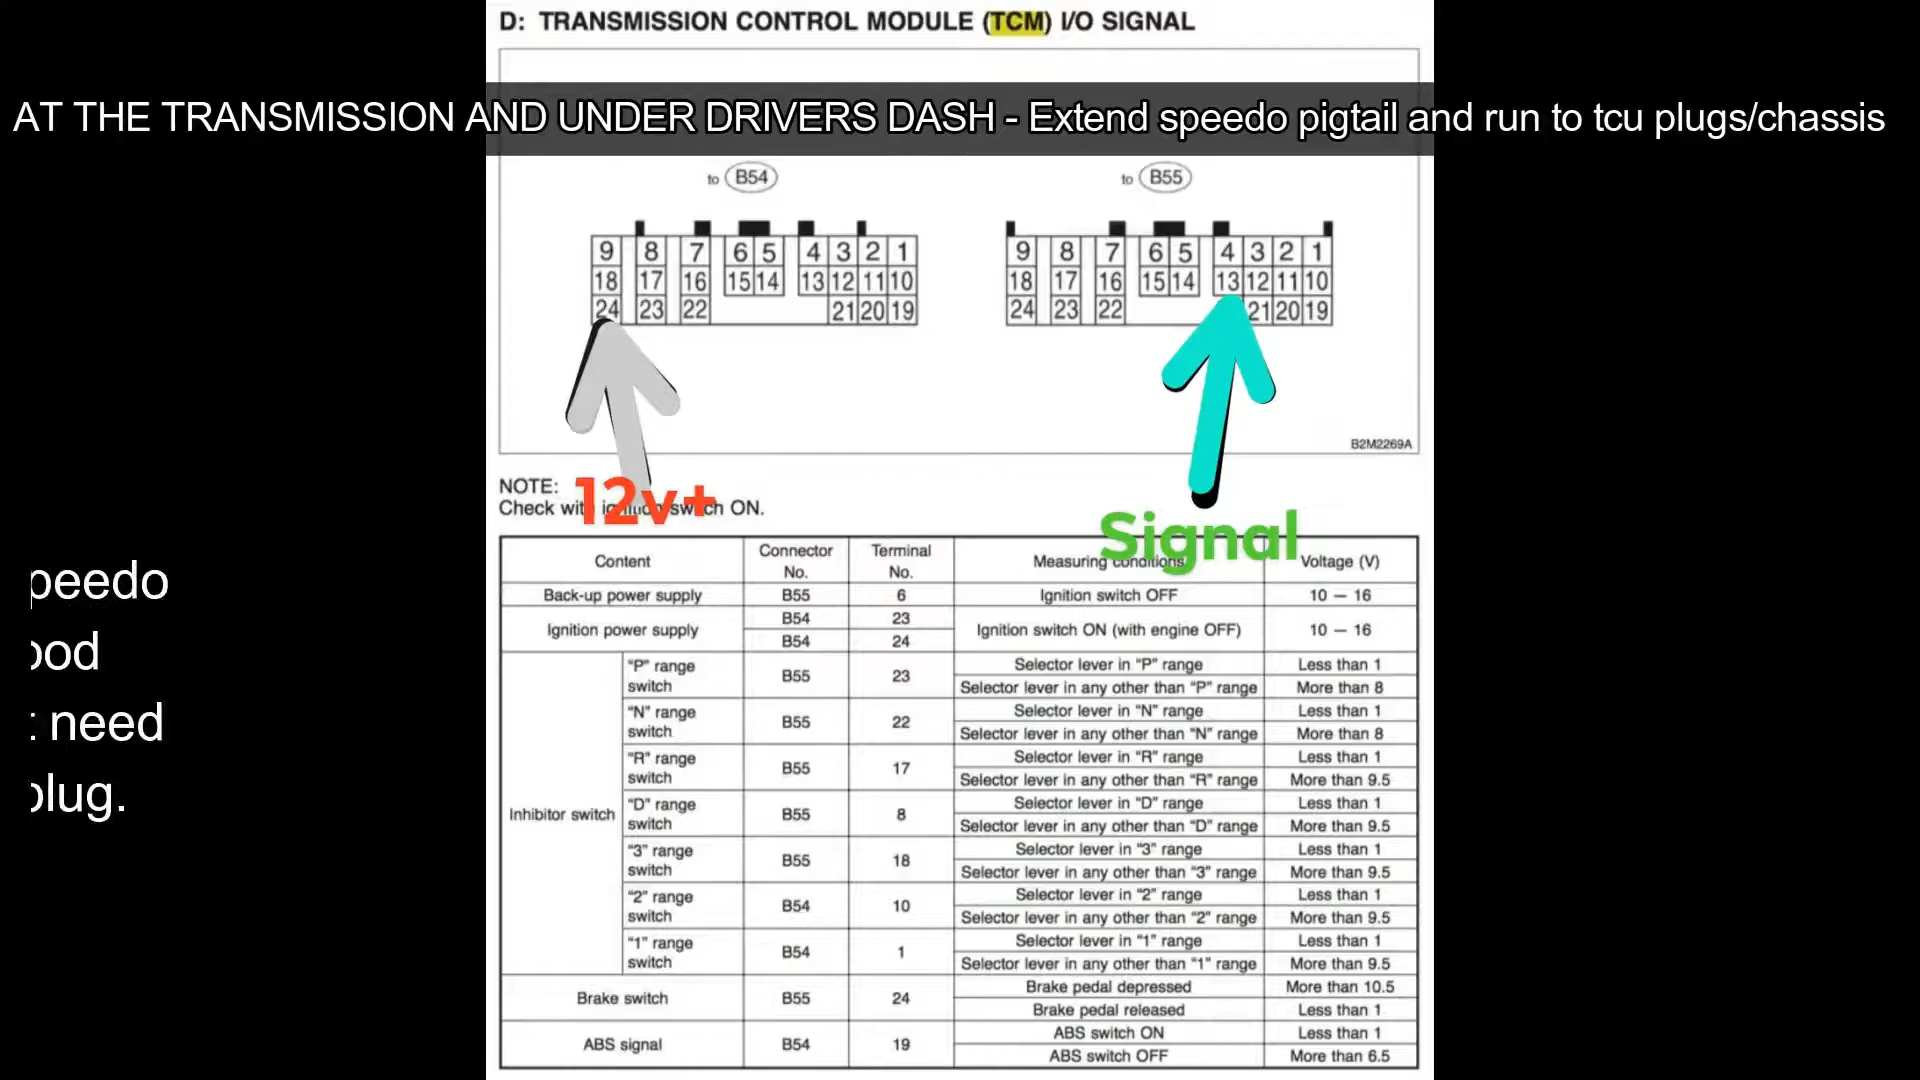 D: TRANSMISSION CONTROL MODULE (TCM) I/O SIGNAL
AT THE TRANSMISSION AND UNDER DRIVERS DASH - Extend speedo pigtail and run to tcu plugs/chassis
to B54
to B55
9 8 7 6 5 4 3 2 1
18 17 16 15 14 13 12 11 10
24 23 22 21 20 19
9 8 7 6 5 4 3 2 1
18 17 16 15 14 13 12 11 10
24 23 22 21 20 19
B2M2269A
NOTE:
Check with ignition switch ON.
12v+
Signal
peedo
ood
need
plug.
Content Connector No. Terminal No. Measuring conditions Voltage (V)
Back-up power supply B55 6 Ignition switch OFF 10 — 16
Ignition power supply B54 23 Ignition switch ON (with engine OFF) 10 — 16
B54 24
Inhibitor switch
"P" range switch B55 23 Selector lever in "P" range Less than 1
Selector lever in any other than "P" range More than 8
"N" range switch B55 22 Selector lever in "N" range Less than 1
Selector lever in any other than "N" range More than 8
"R" range switch B55 17 Selector lever in "R" range Less than 1
Selector lever in any other than "R" range More than 9.5
"D" range switch B55 8 Selector lever in "D" range Less than 1
Selector lever in any other than "D" range More than 9.5
"3" range switch B55 18 Selector lever in "3" range Less than 1
Selector lever in any other than "3" range More than 9.5
"2" range switch B54 10 Selector lever in "2" range Less than 1
Selector lever in any other than "2" range More than 9.5
"1" range switch B54 1 Selector lever in "1" range Less than 1
Selector lever in any other than "1" range More than 9.5
Brake switch B55 24 Brake pedal depressed More than 10.5
Brake pedal released Less than 1
ABS signal B54 19 ABS switch ON Less than 1
ABS switch OFF More than 6.5